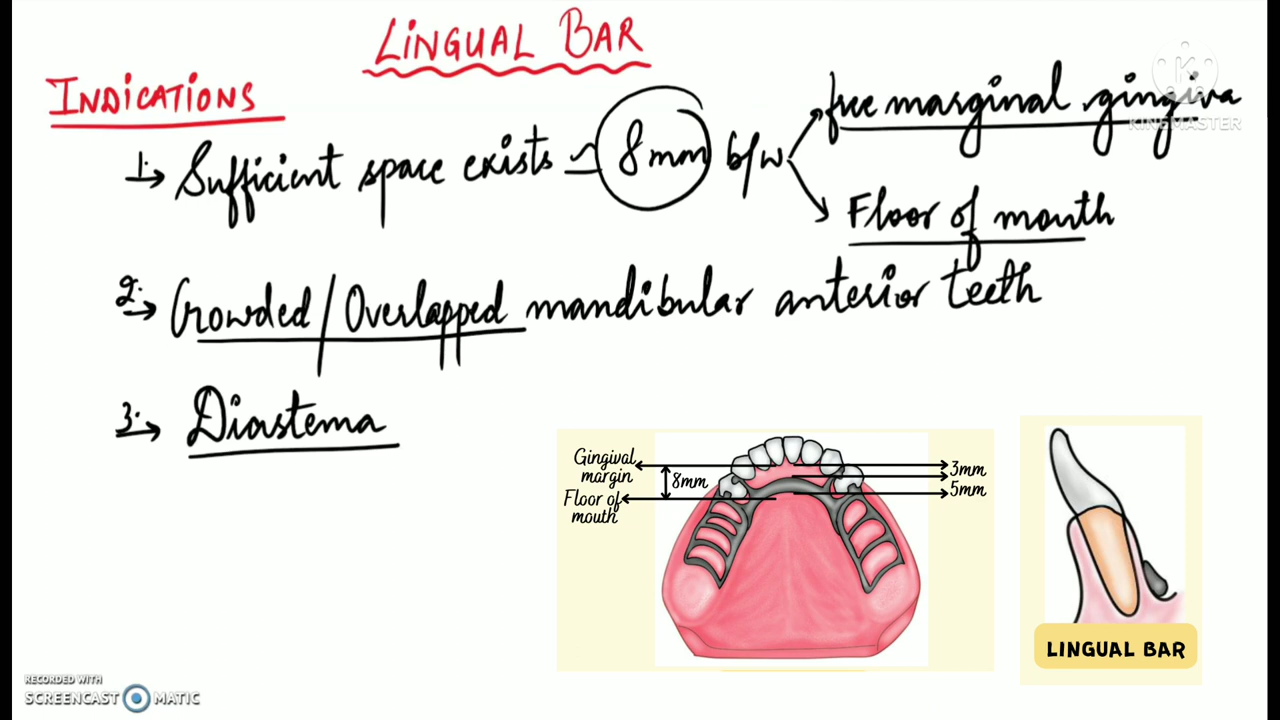 LINGUAL BAR
INDICATIONS
free marginal gingiva
1. → Sufficient space exists ≃ 8mm b/w
Floor of mouth
2. → Crowded / Overlapped mandibular anterior teeth
3. → Diastema
Gingival
margin
8mm
Floor of
mouth
3mm
5mm
LINGUAL BAR
KINEMASTER
RECORDED WITH
SCREENCAST MATIC